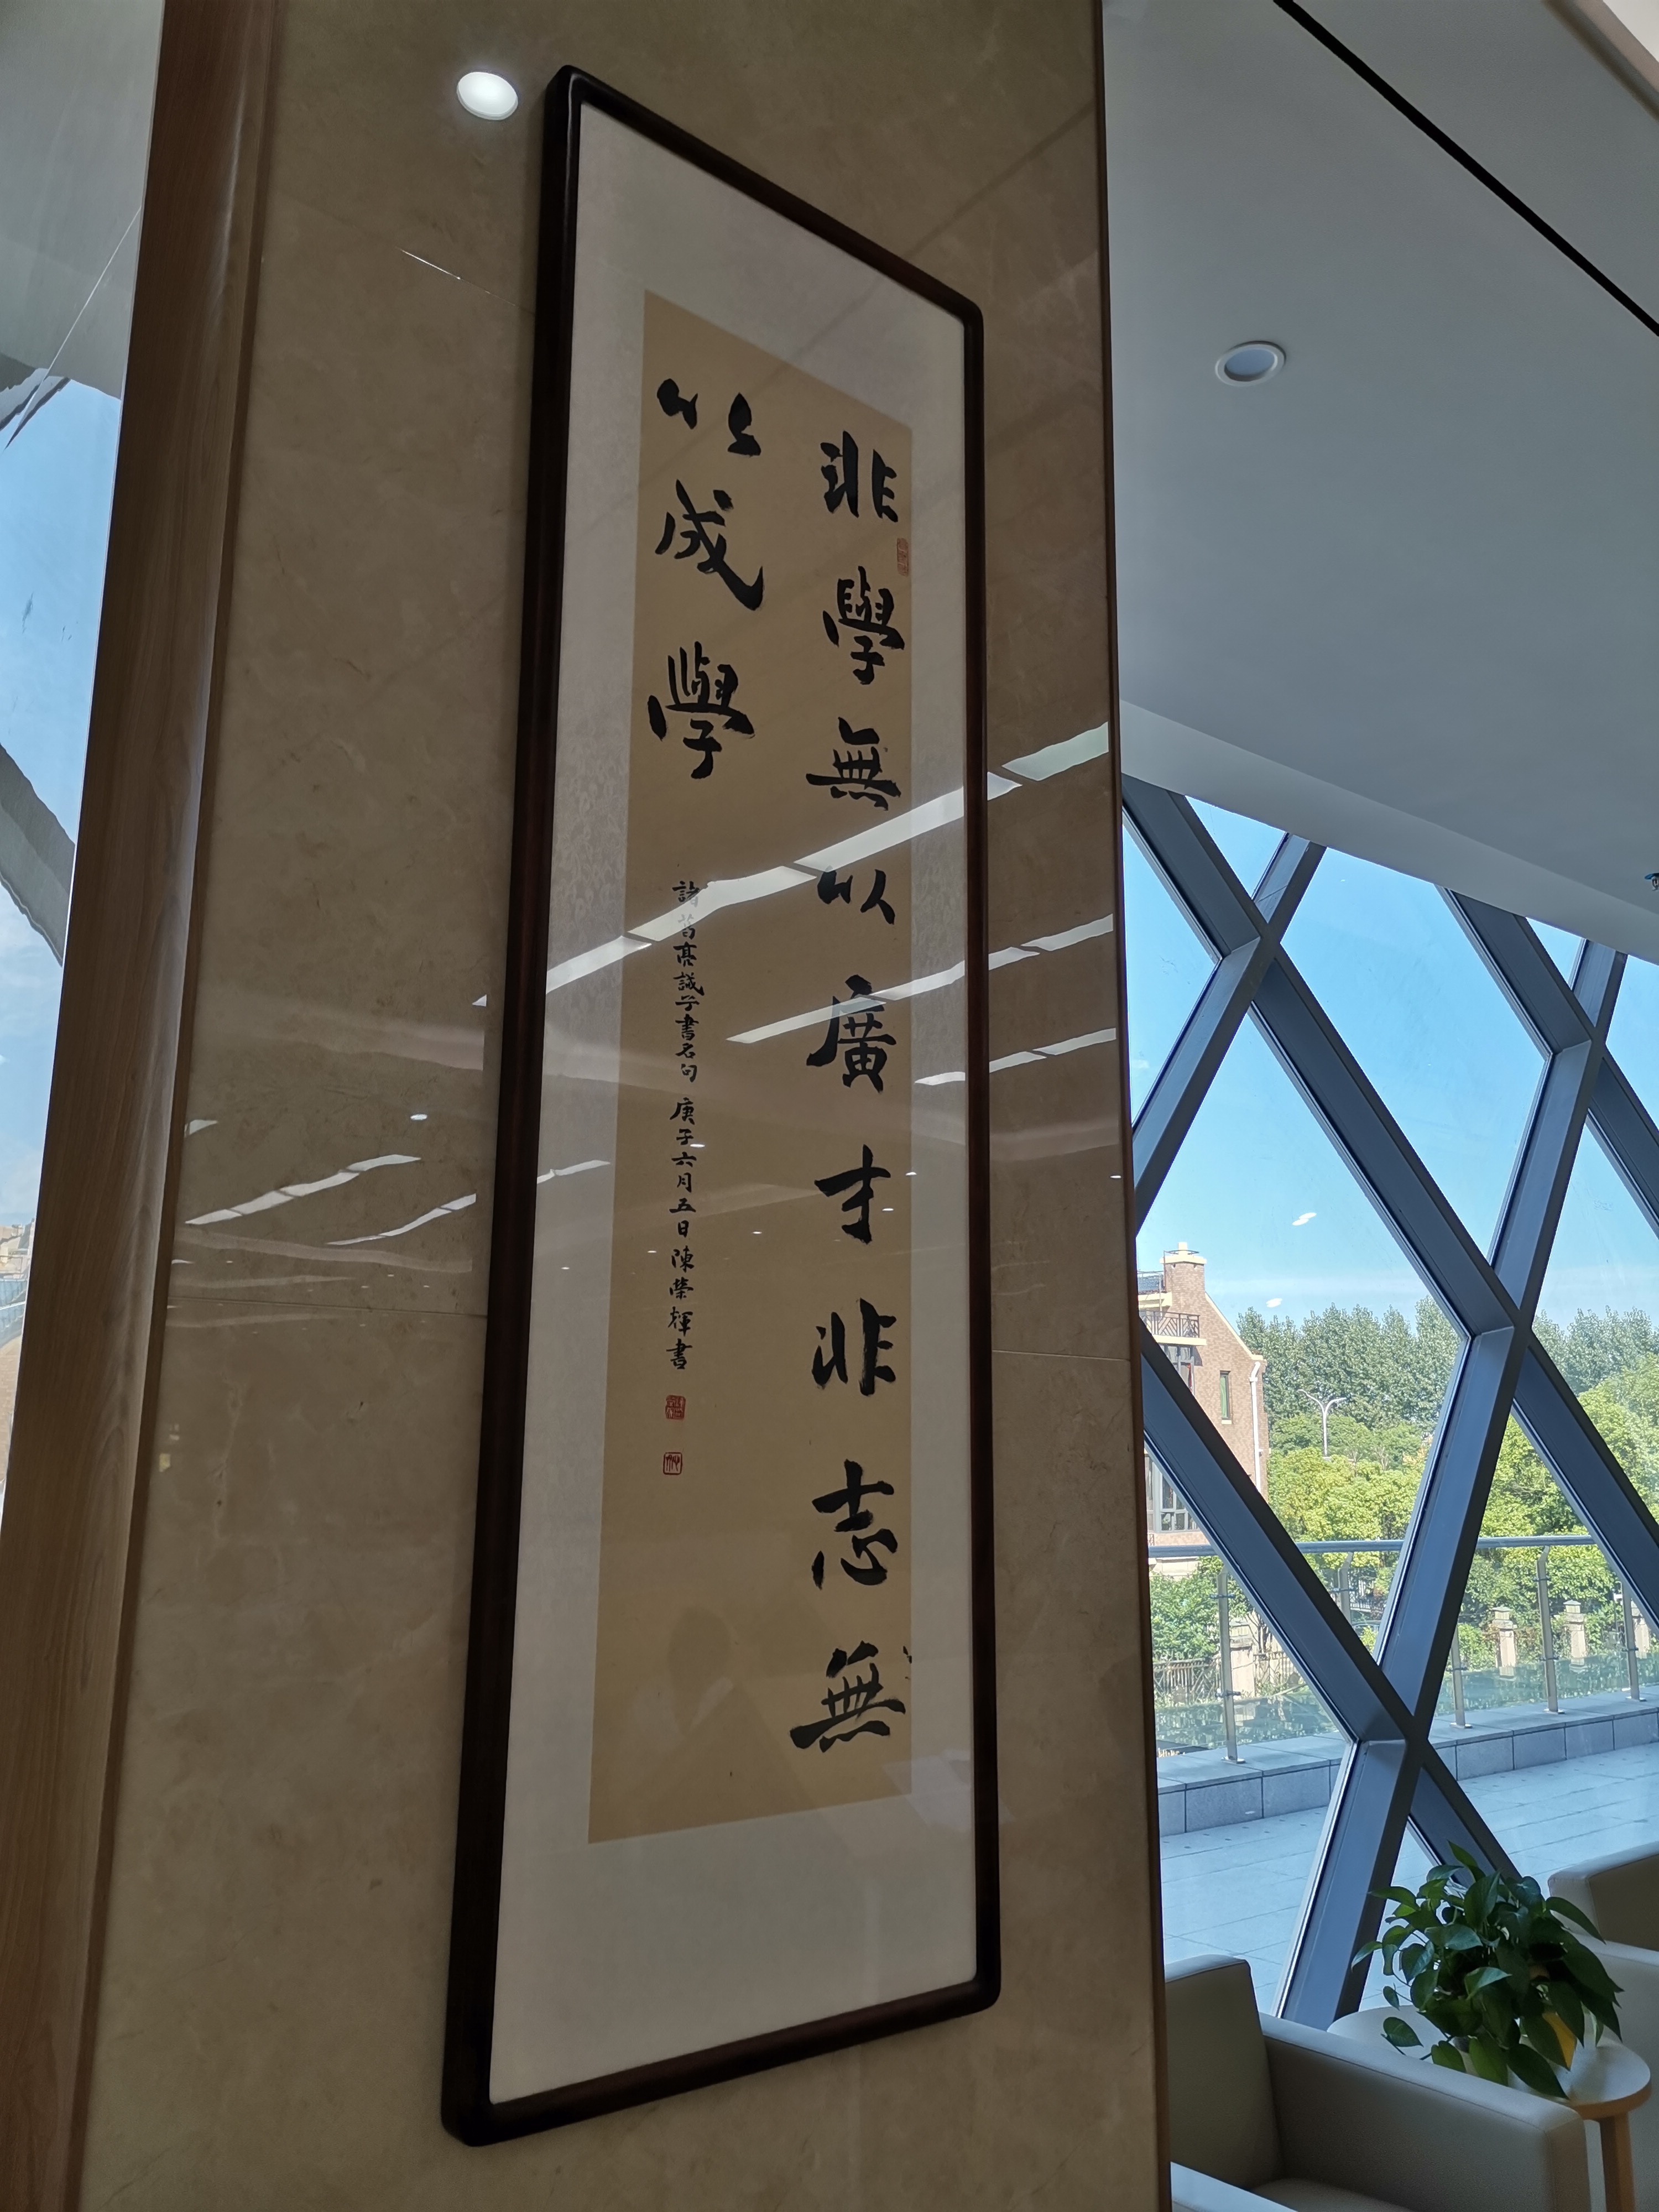 非學無以廣才非志無
以成學
諸葛亮誡子書名句 庚子六月五日陳榮輝書